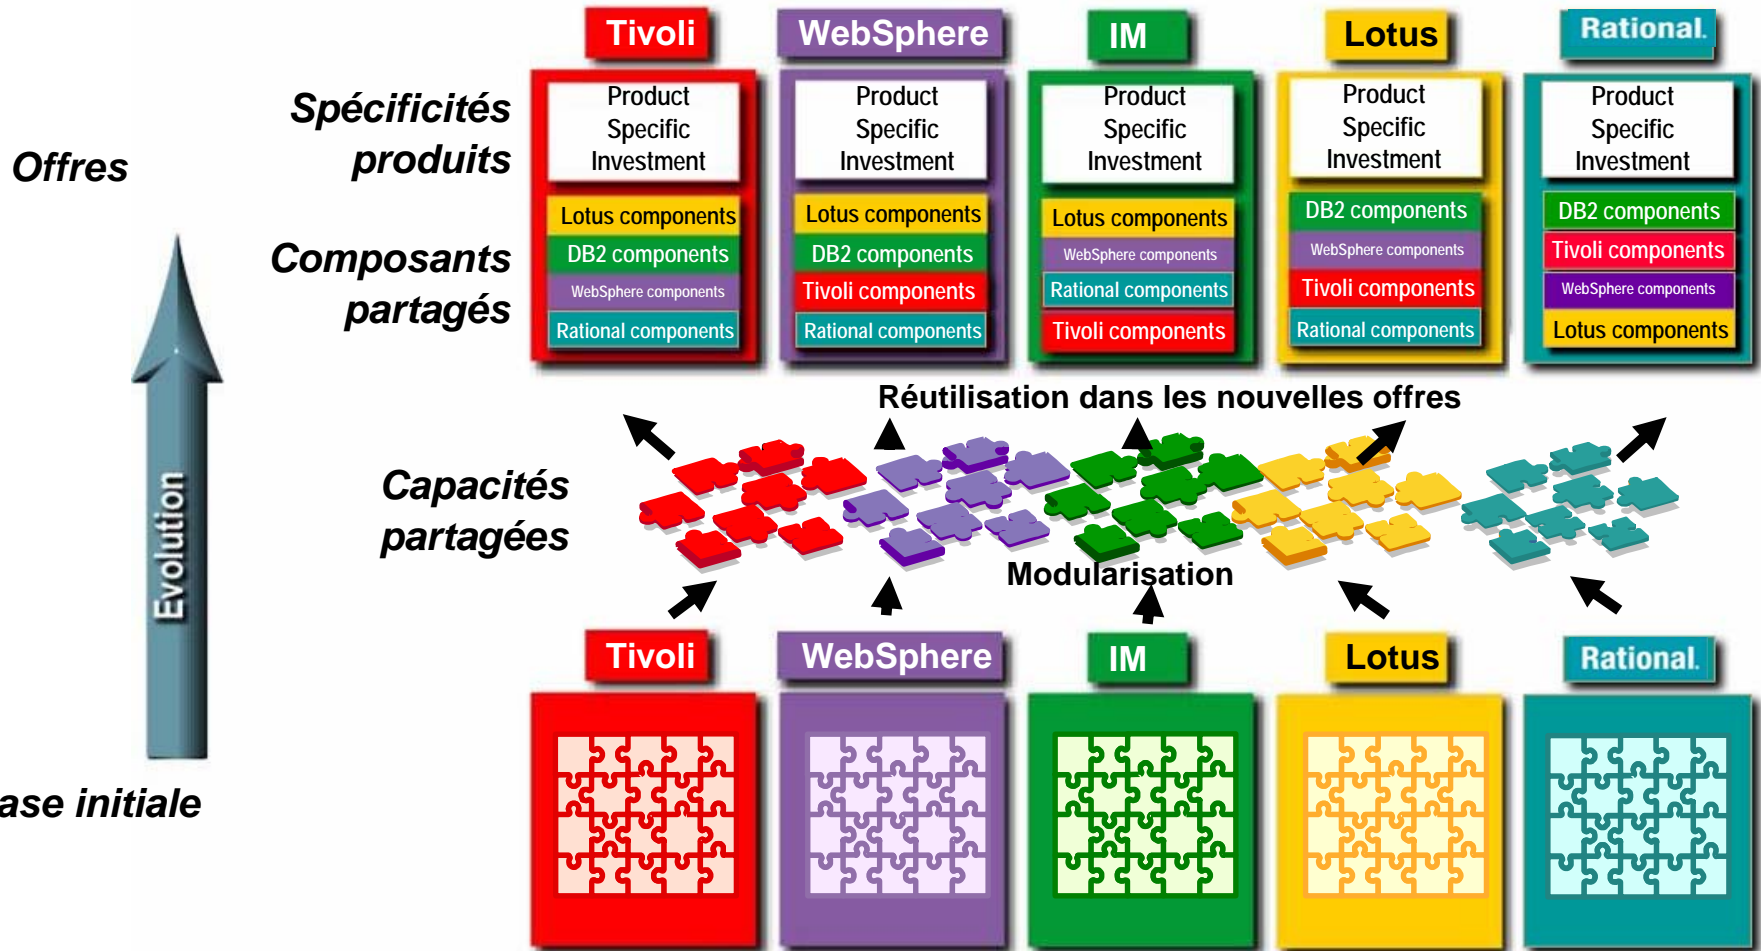 Tivoli
WebSphere
IM
Lotus
Rational.
Offres
Spécificités
produits
Product
Specific
Investment
Product
Specific
Investment
Product
Specific
Investment
Product
Specific
Investment
Product
Specific
Investment
Composants
partagés
Lotus components
DB2 components
WebSphere components
Rational components
Lotus components
DB2 components
Tivoli components
Rational components
Lotus components
WebSphere components
Rational components
Tivoli components
DB2 components
WebSphere components
Tivoli components
Rational components
DB2 components
Tivoli components
WebSphere components
Lotus components
Réutilisation dans les nouvelles offres
Evolution
Capacités
partagées
Modularisation
Tivoli
WebSphere
IM
Lotus
Rational.
ase initiale